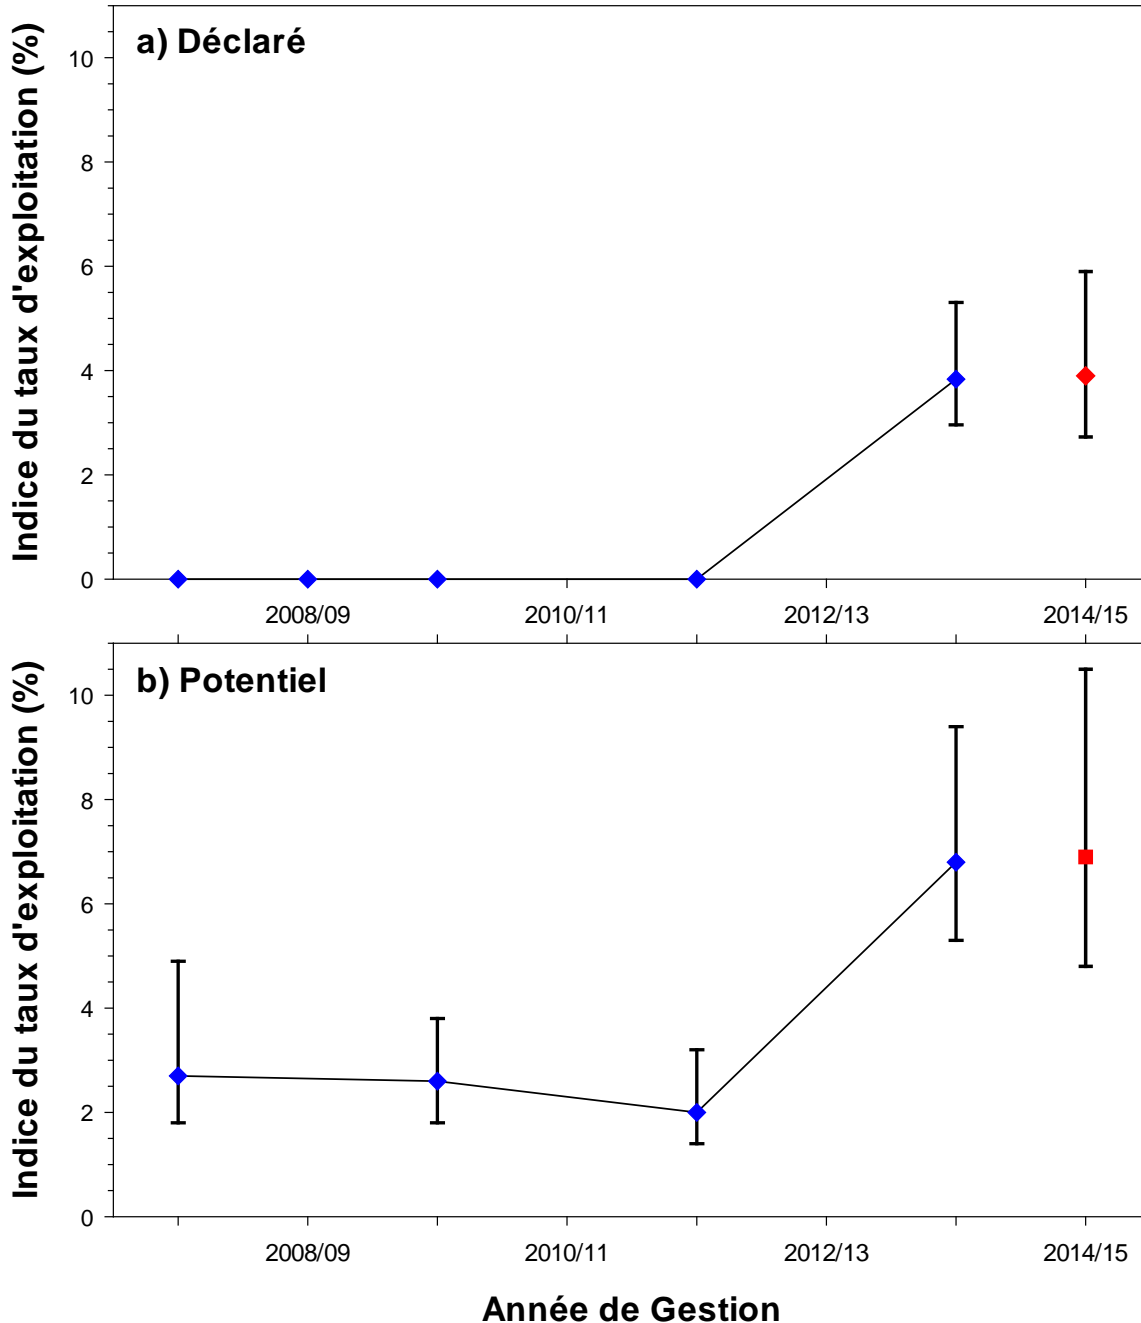 a) Déclaré
Indice du taux d'exploitation (%)
10
8
6
4
2
0
2008/09 2010/11 2012/13 2014/15
b) Potentiel
Indice du taux d'exploitation (%)
10
8
6
4
2
0
2008/09 2010/11 2012/13 2014/15
Année de Gestion